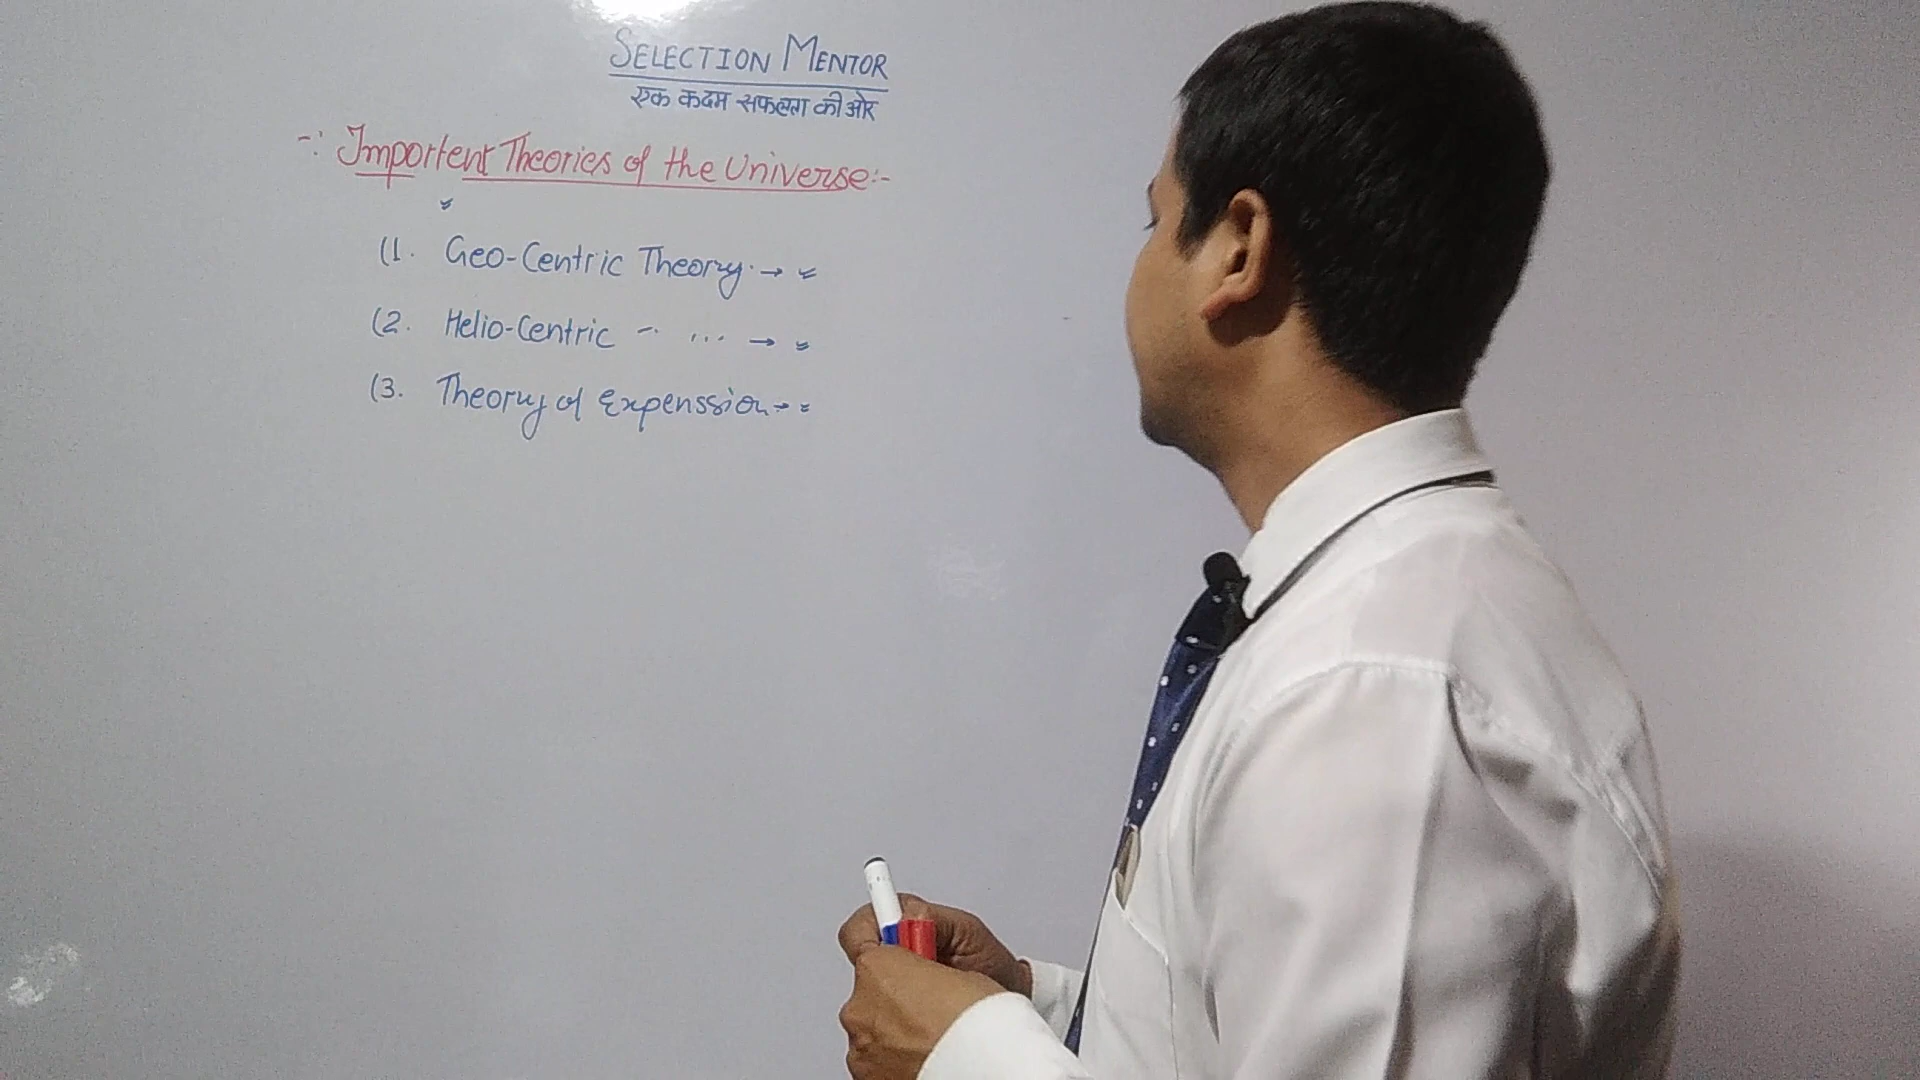 SELECTION MENTOR
एक कदम सफलता की ओर
-: Importent Theories of the Universe:-
(1. Geo-Centric Theory. →
(2. Helio-Centric - ... →
(3. Theory of Expenssion →